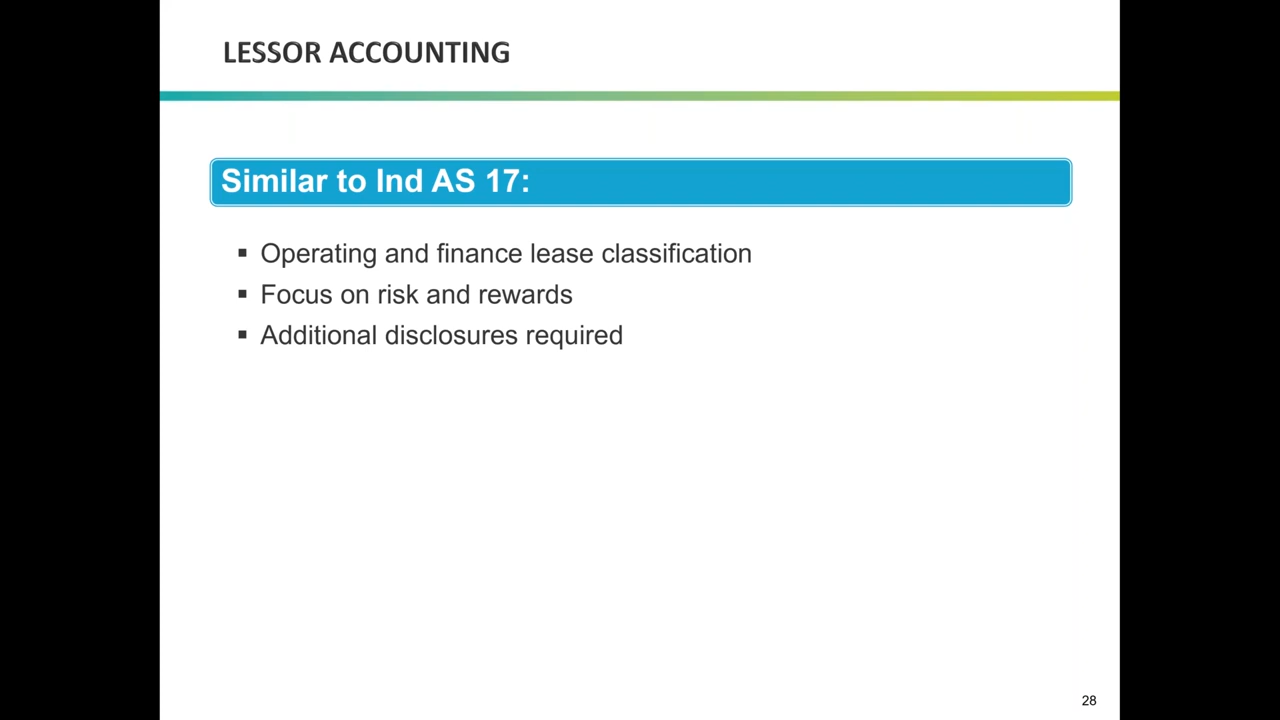 LESSOR ACCOUNTING
Similar to Ind AS 17:
▪ Operating and finance lease classification
▪ Focus on risk and rewards
▪ Additional disclosures required
28